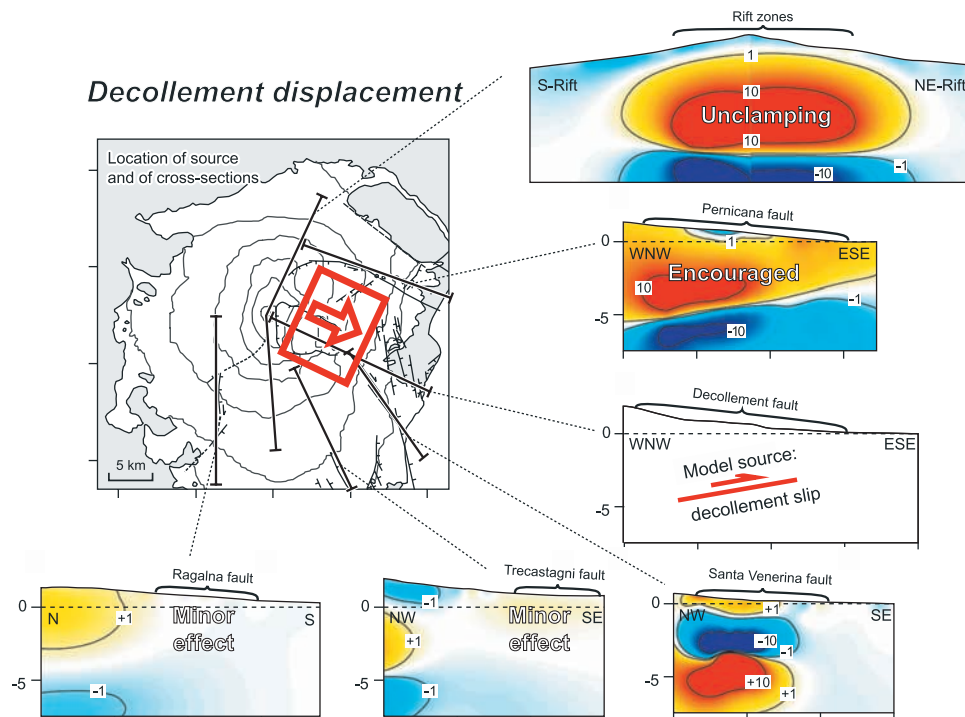 Decollement displacement
Location of source
and of cross-sections
5 km
Rift zones
1
S-Rift
NE-Rift
10
Unclamping
10
-1
-10
Pernicana fault
0
1
WNW
ESE
Encouraged
10
-1
-5
-10
Decollement fault
0
WNW
ESE
Model source:
decollement slip
-5
Ragalna fault
0
N
+1
Minor
effect
S
-5
-1
Trecastagni fault
-1
0
NW
Minor
effect
SE
+1
-5
-1
Santa Venerina fault
0
+1
NW
SE
-10
-1
-5
+10
+1